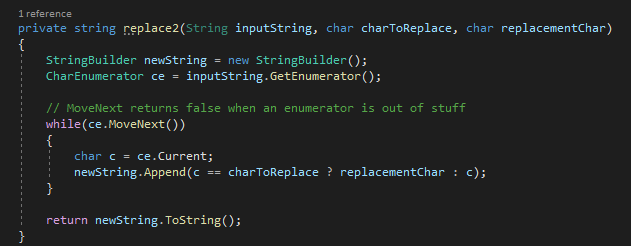 1 reference
private string replace2(String inputString, char charToReplace, char replacementChar)
{
StringBuilder newString = new StringBuilder();
CharEnumerator ce = inputString.GetEnumerator();
// MoveNext returns false when an enumerator is out of stuff
while(ce.MoveNext())
{
char c = ce.Current;
newString.Append(c == charToReplace ? replacementChar : c);
}
return newString.ToString();
}